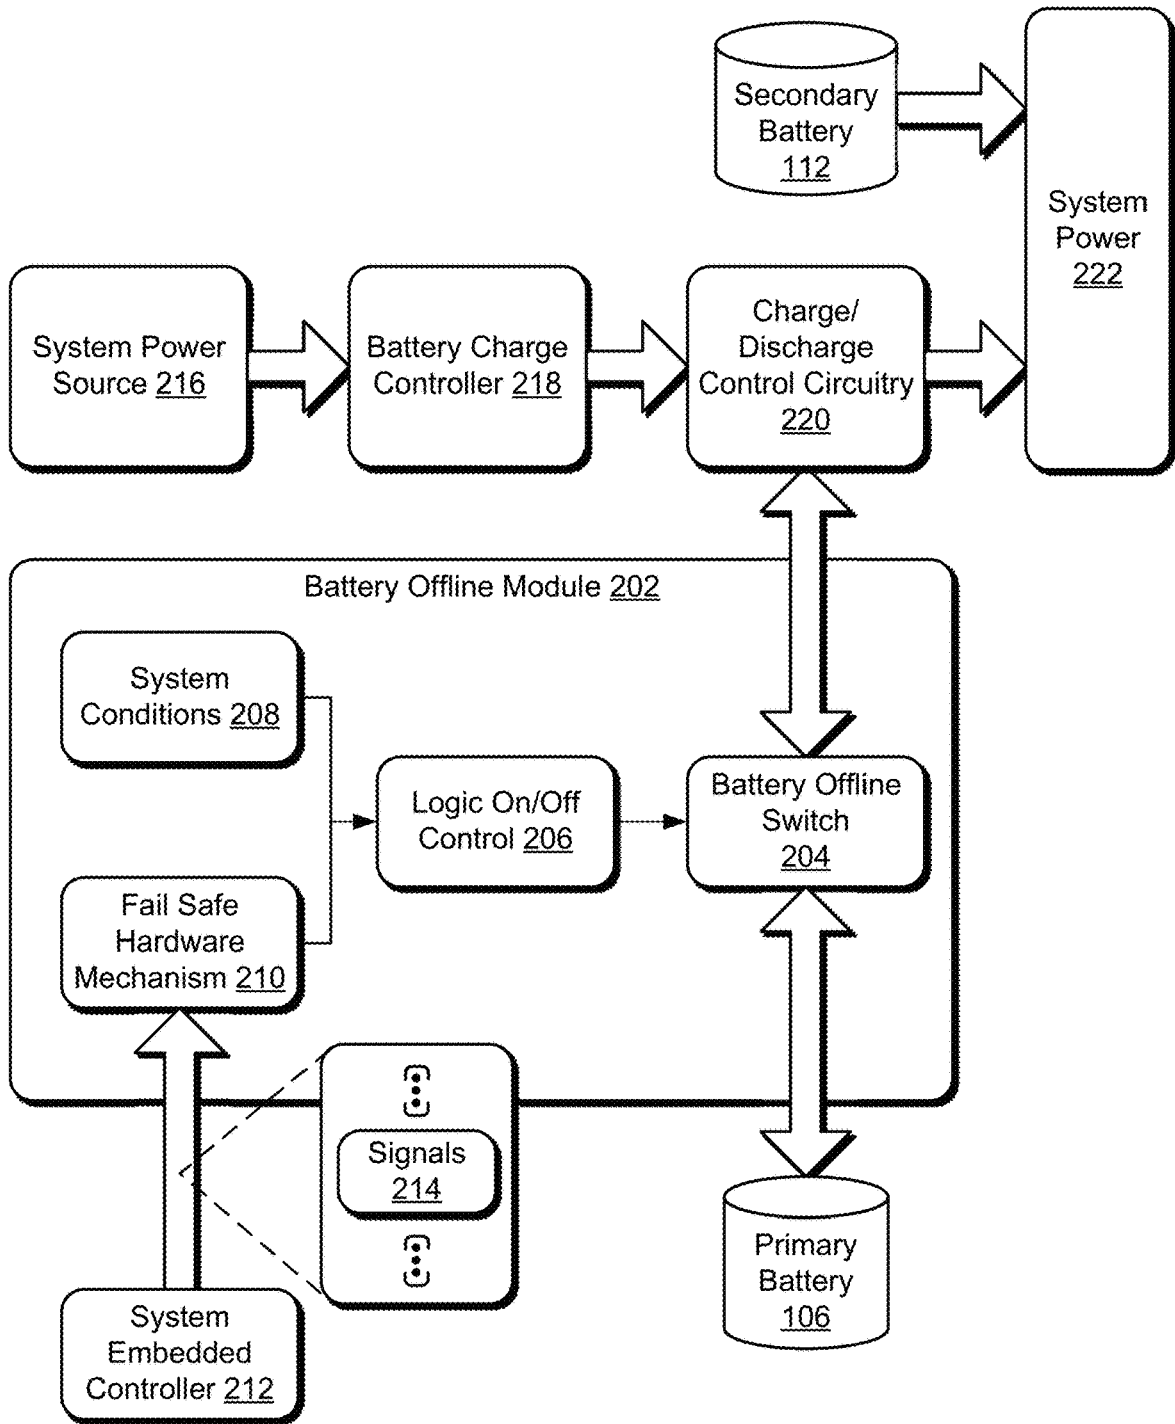 Secondary
Battery
112
System
Power
222
System Power
Source 216
Battery Charge
Controller 218
Charge/
Discharge
Control Circuitry
220
Battery Offline Module 202
System
Conditions 208
Logic On/Off
Control 206
Battery Offline
Switch
204
Fail Safe
Hardware
Mechanism 210
Signals
214
Primary
Battery
106
System
Embedded
Controller 212